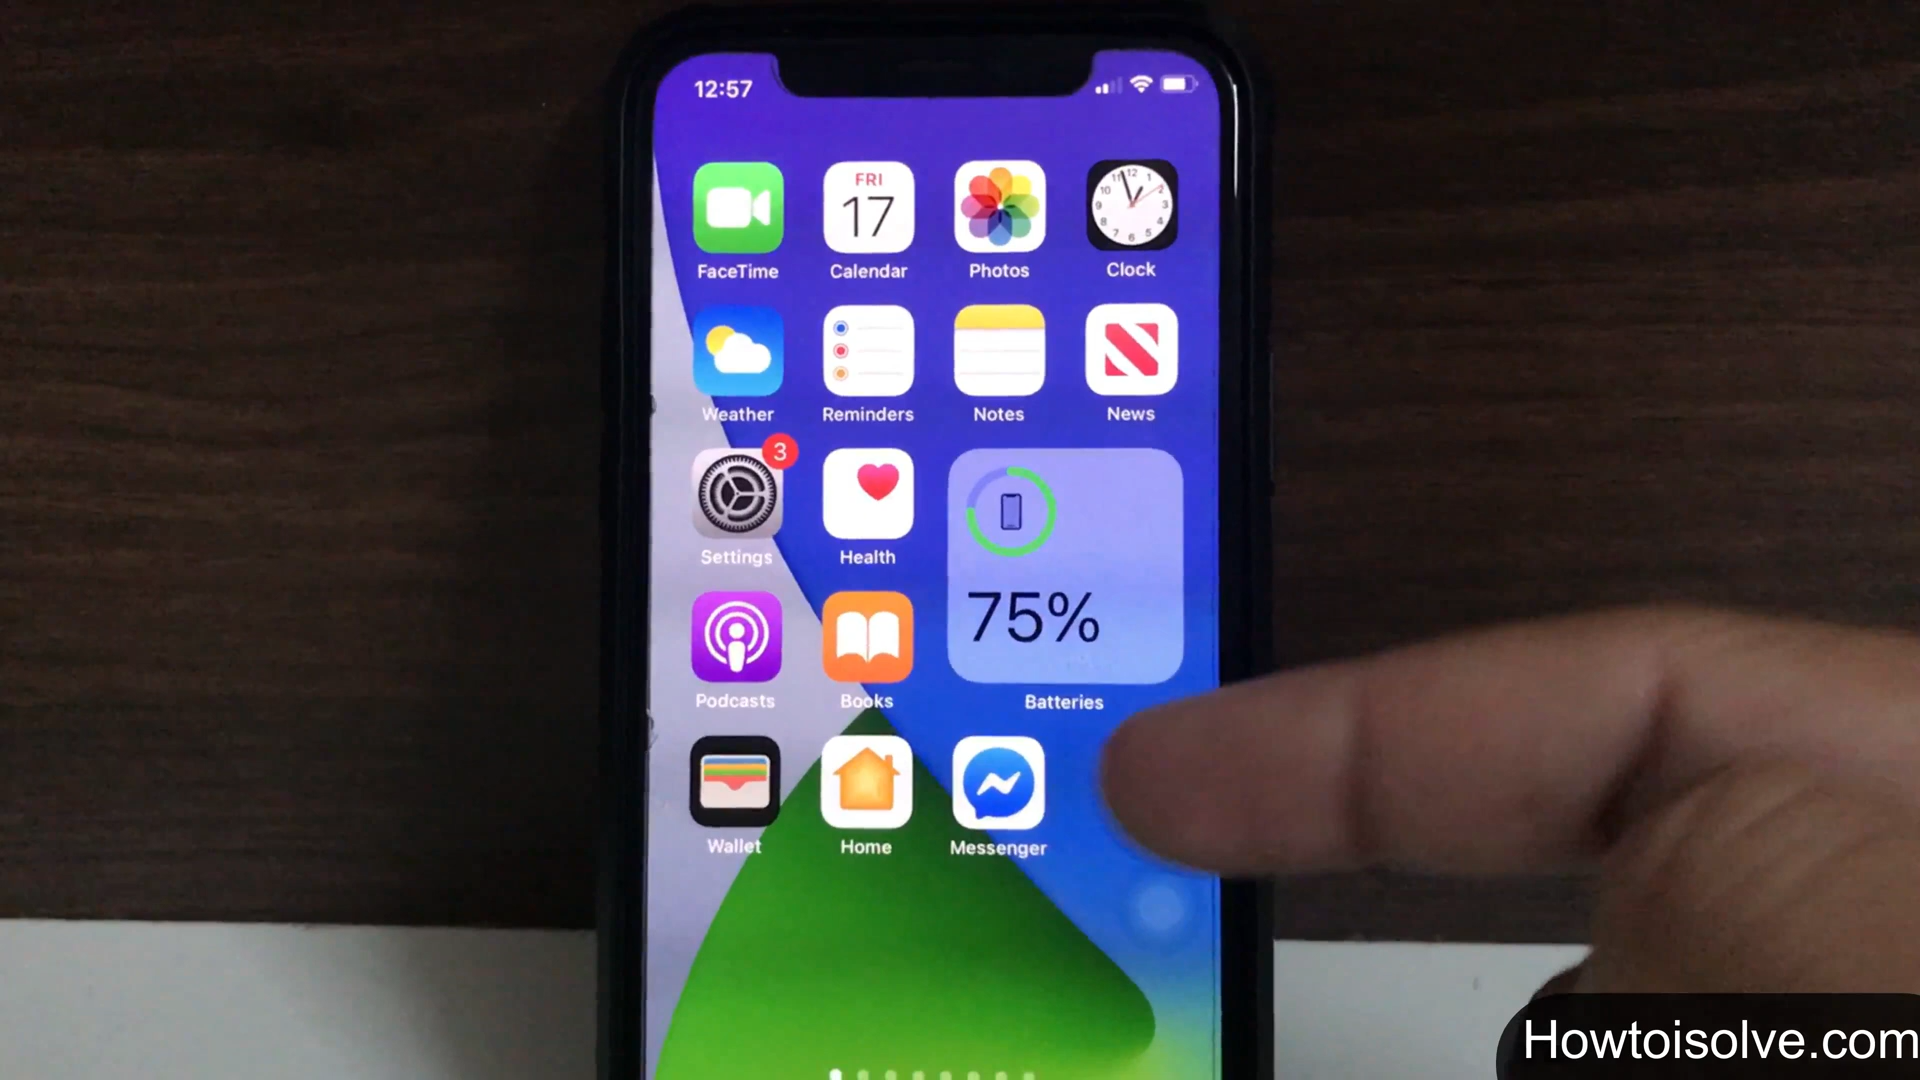 12:57
FRI
17
FaceTime Calendar Photos Clock
Weather Reminders Notes News
3
Settings Health
75%
Podcasts Books Batteries
Wallet Home Messenger
Howtoisolve.com